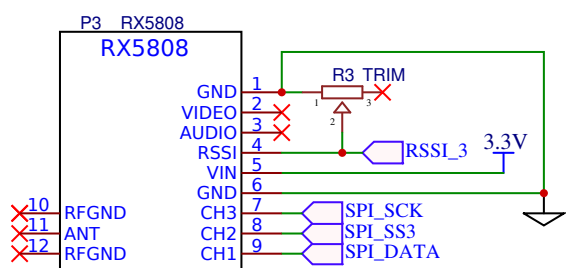 P3 RX5808
RX5808
GND 1
R3 TRIM
1 3
VIDEO 2
2
AUDIO 3
RSSI 4
RSSI_3
3.3V
VIN 5
GND 6
10 RFGND
CH3 7
SPI_SCK
11 ANT
CH2 8
SPI_SS3
12 RFGND
CH1 9
SPI_DATA